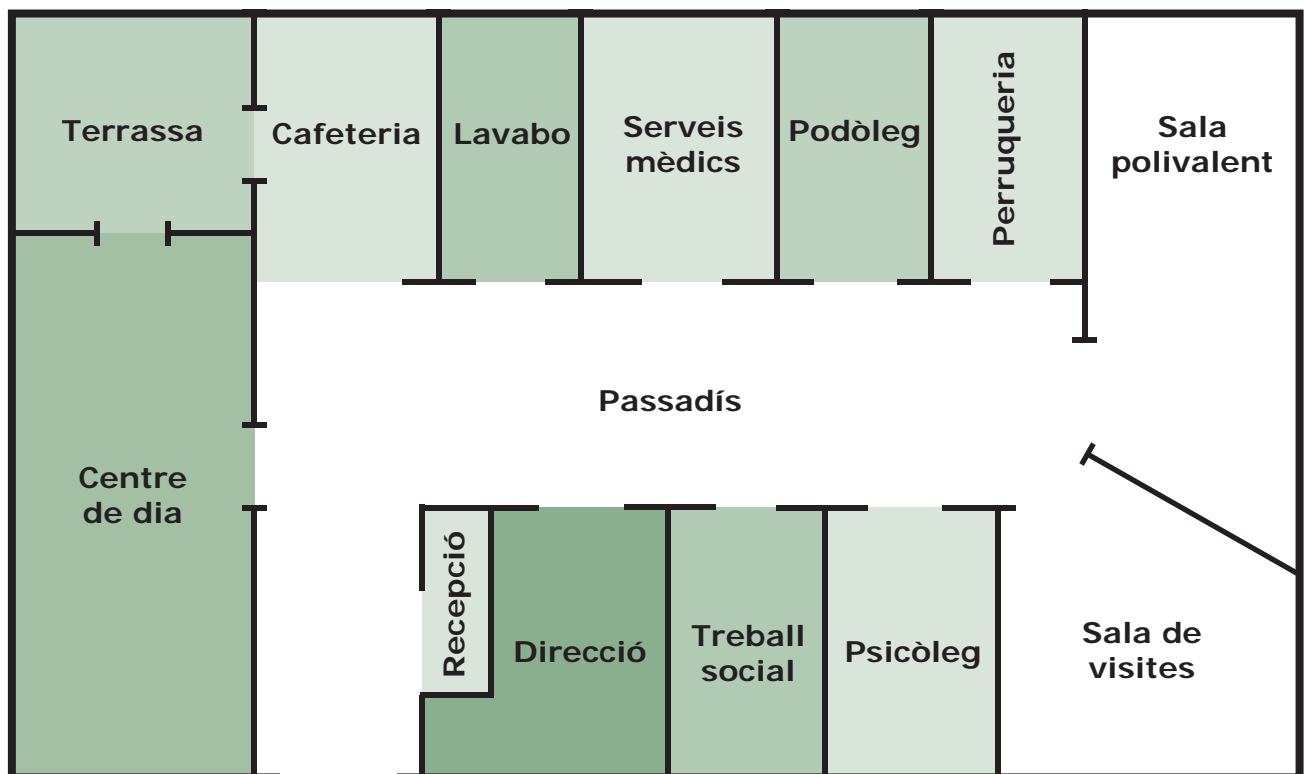 Terrassa
Cafeteria
Lavabo
Serveis
mèdics
Podòleg
Perruqueria
Sala
polivalent
Passadís
Centre
de dia
Recepció
Direcció
Treball
social
Psicòleg
Sala de
visites